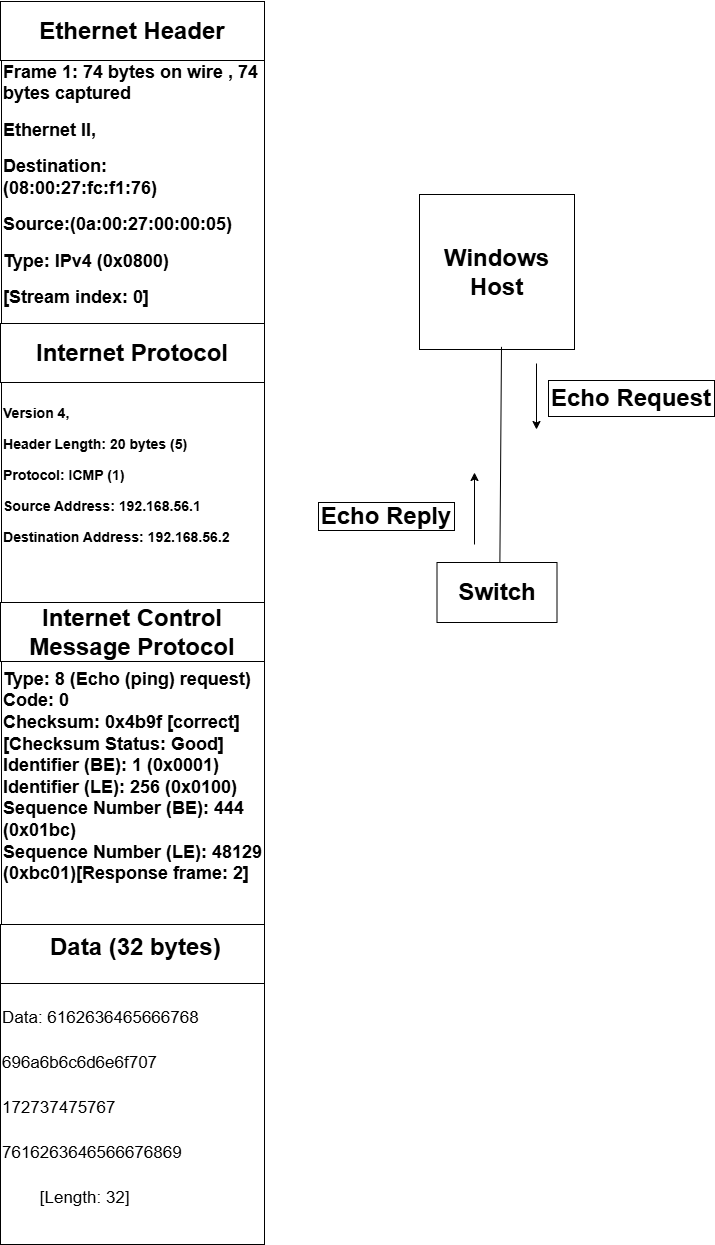 Ethernet Header
Frame 1: 74 bytes on wire , 74
bytes captured
Ethernet II,
Destination:
(08:00:27:fc:f1:76)
Source:(0a:00:27:00:00:05)
Type: IPv4 (0x0800)
[Stream index: 0]
Internet Protocol
Version 4,
Header Length: 20 bytes (5)
Protocol: ICMP (1)
Source Address: 192.168.56.1
Destination Address: 192.168.56.2
Internet Control
Message Protocol
Type: 8 (Echo (ping) request)
Code: 0
Checksum: 0x4b9f [correct]
[Checksum Status: Good]
Identifier (BE): 1 (0x0001)
Identifier (LE): 256 (0x0100)
Sequence Number (BE): 444
(0x01bc)
Sequence Number (LE): 48129
(0xbc01)[Response frame: 2]
Data (32 bytes)
Data: 6162636465666768
696a6b6c6d6e6f707
172737475767
7616263646566676869
[Length: 32]
Windows
Host
Echo Request
Echo Reply
Switch